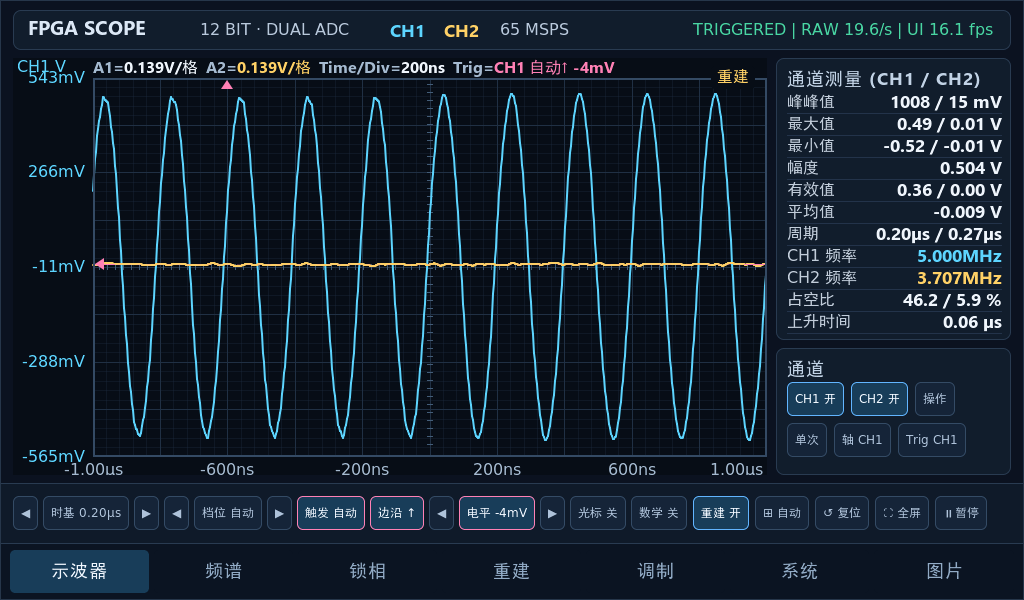 FPGA SCOPE 12 BIT · DUAL ADC CH1 CH2 65 MSPS TRIGGERED | RAW 19.6/s | UI 16.1 fps
CH1 V A1=0.139V/格 A2=0.139V/格 Time/Div=200ns Trig=CH1 自动↑ -4mV
重建
543mV
266mV
-11mV
-288mV
-565mV
-1.00µs -600ns -200ns 200ns 600ns 1.00µs
通道测量 (CH1 / CH2)
峰峰值 1008 / 15 mV
最大值 0.49 / 0.01 V
最小值 -0.52 / -0.01 V
幅度 0.504 V
有效值 0.36 / 0.00 V
平均值 -0.009 V
周期 0.20µs / 0.27µs
CH1 频率 5.000MHz
CH2 频率 3.707MHz
占空比 46.2 / 5.9 %
上升时间 0.06 µs
通道
CH1 开 CH2 开 操作
单次 轴 CH1 Trig CH1
◀ 时基 0.20µs ▶ ◀ 档位 自动 ▶ 触发 自动 边沿 ↑ ◀ 电平 -4mV ▶ 光标 关 数学 关 重建 开 ⊞ 自动 ↺ 复位 ⛶ 全屏 ⏸暂停
示波器 频谱 锁相 重建 调制 系统 图片